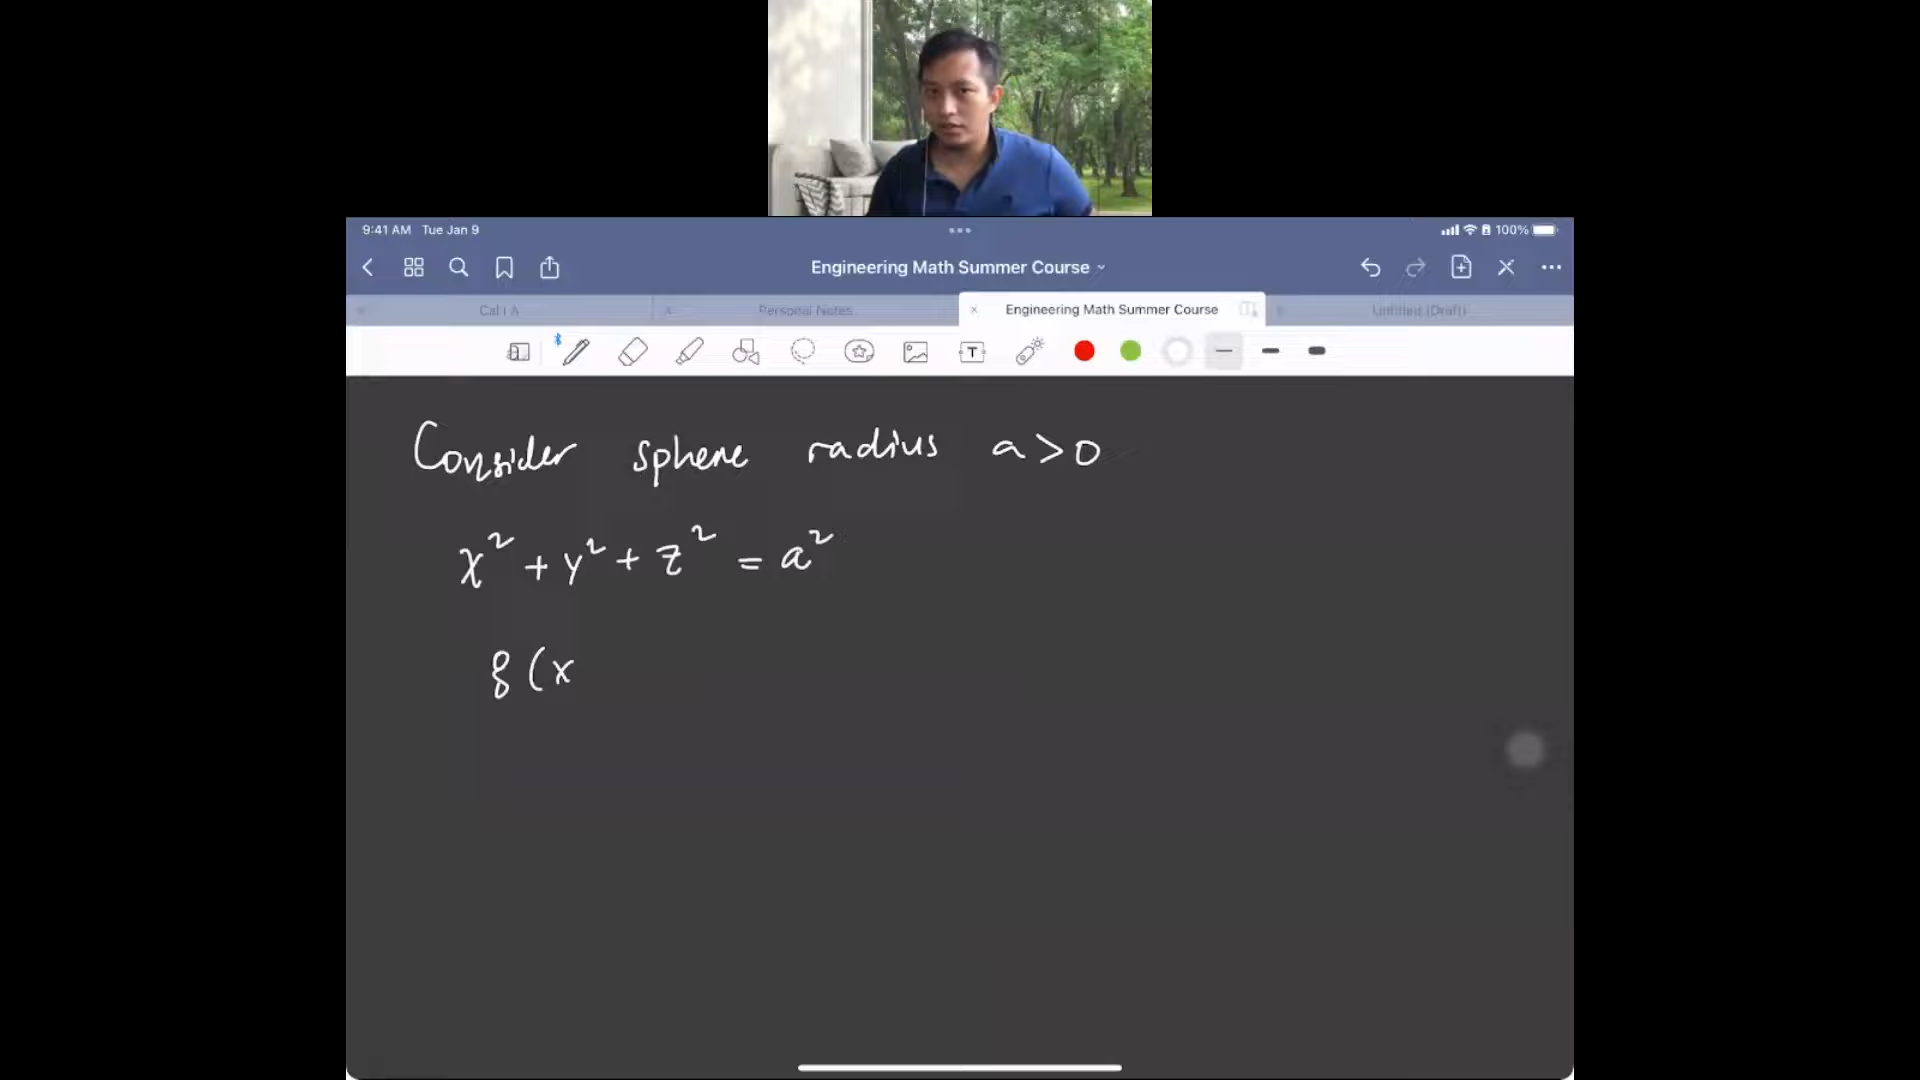 9:41 AM Tue Jan 9
100%
Engineering Math Summer Course
Cal I A
Personal Notes
Engineering Math Summer Course
Untitled (Draft)
T
Consider sphere radius a > 0
x² + y² + z² = a²
g (x